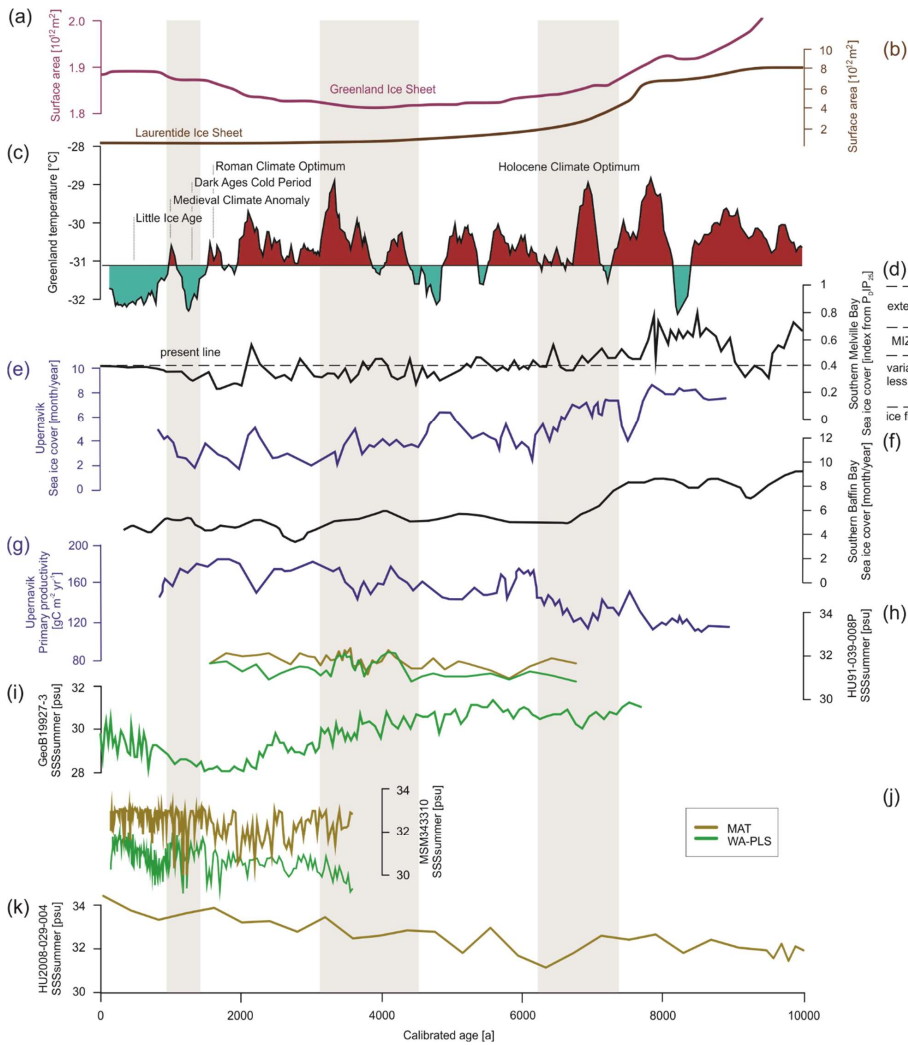 (a)
2.0
1.9
1.8
Surface area [10¹²m²]
Greenland Ice Sheet
(b)
10
8
6
4
2
Surface area [10¹²m²]
Laurentide Ice Sheet
(c)
-28
-29
-30
-31
-32
Greenland temperature [°C]
Roman Climate Optimum
Dark Ages Cold Period
Medieval Climate Anomaly
Little Ice Age
Holocene Climate Optimum
(d)
1
0.8
0.6
0.4
0.2
0
Southern Melville Bay
Sea ice cover [index from PBIP25]
exte
MIZ
varia
less
ice f
present line
(e)
10
8
6
4
2
0
Upernavik
Sea ice cover [month/year]
(f)
12
10
8
6
4
2
0
Southern Baffin Bay
Sea ice cover [month/year]
(g)
200
160
120
80
Upernavik
Primary productivity
[gC m⁻² yr⁻¹]
(h)
34
32
30
HU91-039-008P
SSSsummer [psu]
(i)
32
30
28
GeoB19927-3
SSSsummer [psu]
(j)
34
32
30
MSM343310
SSSsummer [psu]
MAT
WA-PLS
(k)
34
32
30
HU2008-029-004
SSSsummer [psu]
0 2000 4000 6000 8000 10000
Calibrated age [a]